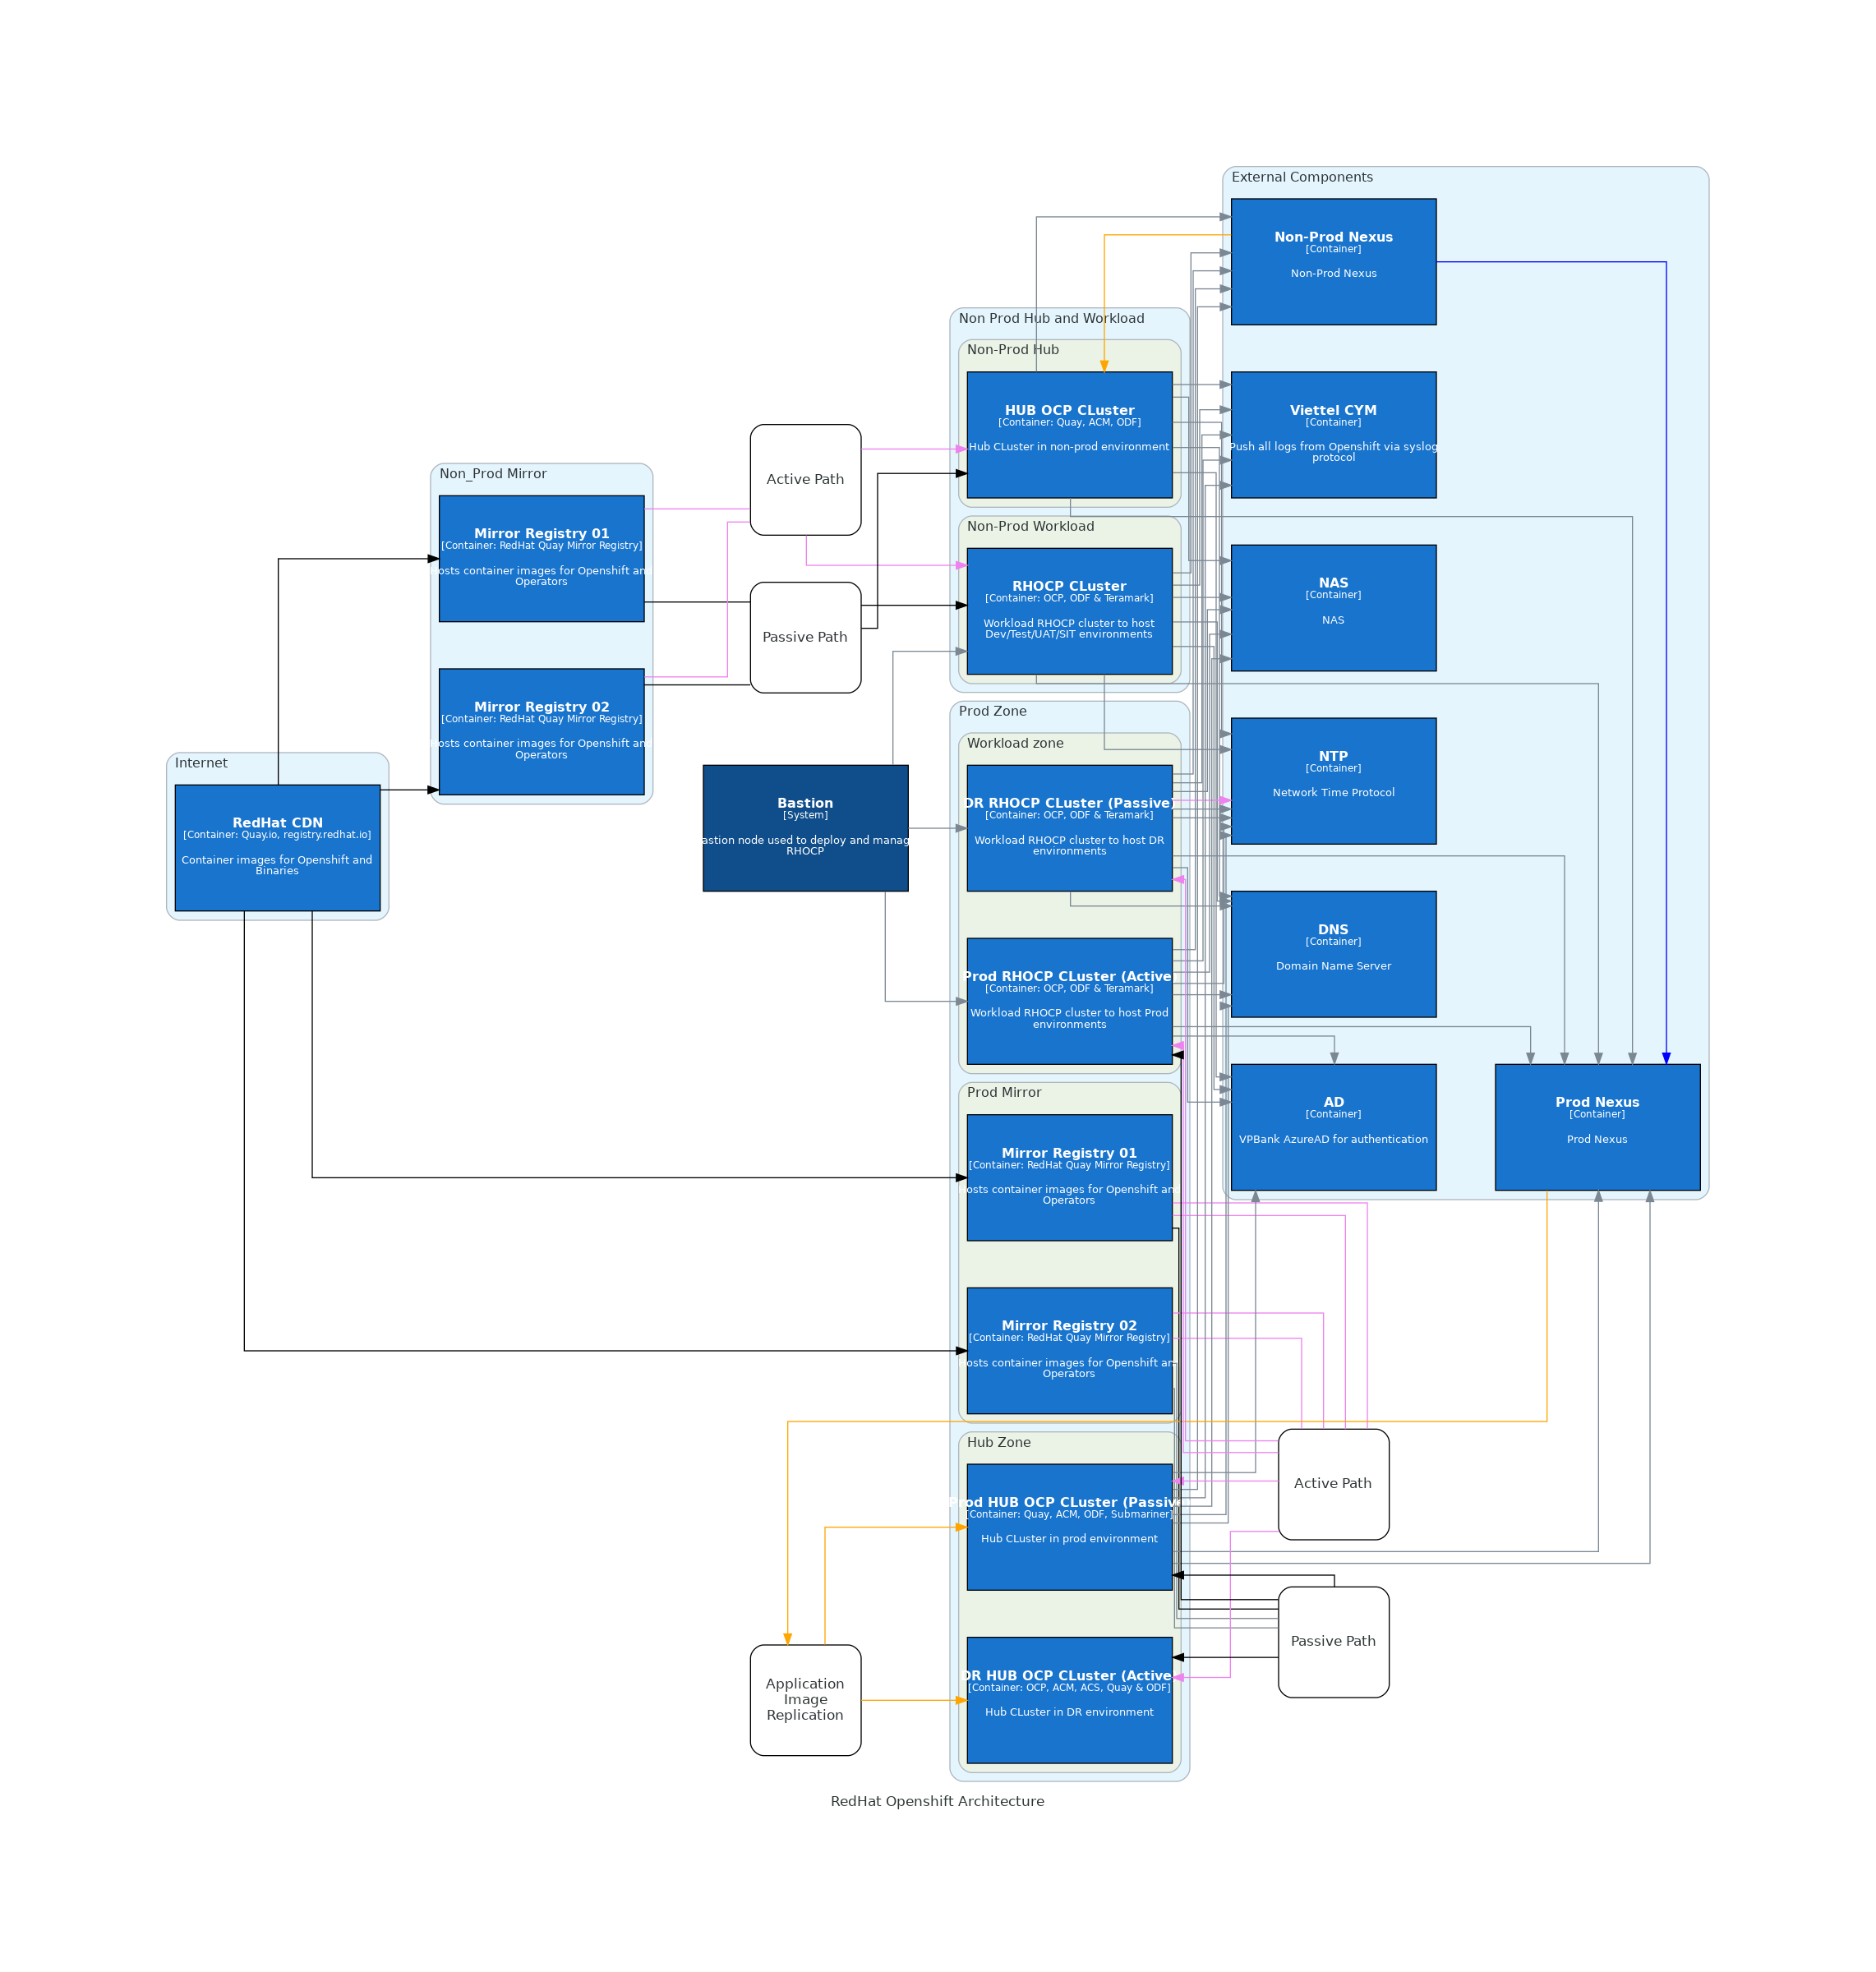 External Components
Non-Prod Nexus
[Container]
Non-Prod Nexus
Non Prod Hub and Workload
Non-Prod Hub
HUB OCP CLuster
[Container: Quay, ACM, ODF]
Hub CLuster in non-prod environment
Viettel CYM
[Container]
Push all logs from Openshift via syslog
protocol
Active Path
Non_Prod Mirror
Mirror Registry 01
[Container: RedHat Quay Mirror Registry]
osts container images for Openshift an
Operators
Non-Prod Workload
RHOCP CLuster
[Container: OCP, ODF & Teramark]
Workload RHOCP cluster to host
Dev/Test/UAT/SIT environments
NAS
[Container]
NAS
Passive Path
Mirror Registry 02
[Container: RedHat Quay Mirror Registry]
osts container images for Openshift an
Operators
Prod Zone
Workload zone
DR RHOCP CLuster (Passive)
[Container: OCP, ODF & Teramark]
Workload RHOCP cluster to host DR
environments
NTP
[Container]
Network Time Protocol
Internet
RedHat CDN
[Container: Quay.io, registry.redhat.io]
Container images for Openshift and
Binaries
Bastion
[System]
astion node used to deploy and manag
RHOCP
DNS
[Container]
Domain Name Server
Prod RHOCP CLuster (Active
[Container: OCP, ODF & Teramark]
Workload RHOCP cluster to host Prod
environments
AD
[Container]
VPBank AzureAD for authentication
Prod Nexus
[Container]
Prod Nexus
Prod Mirror
Mirror Registry 01
[Container: RedHat Quay Mirror Registry]
osts container images for Openshift and
Operators
Mirror Registry 02
[Container: RedHat Quay Mirror Registry]
Hosts container images for Openshift an
Operators
Hub Zone
Prod HUB OCP CLuster (Passive
[Container: Quay, ACM, ODF, Submariner]
Hub CLuster in prod environment
Active Path
Passive Path
Application
Image
Replication
DR HUB OCP CLuster (Active
[Container: OCP, ACM, ACS, Quay & ODF]
Hub CLuster in DR environment
RedHat Openshift Architecture